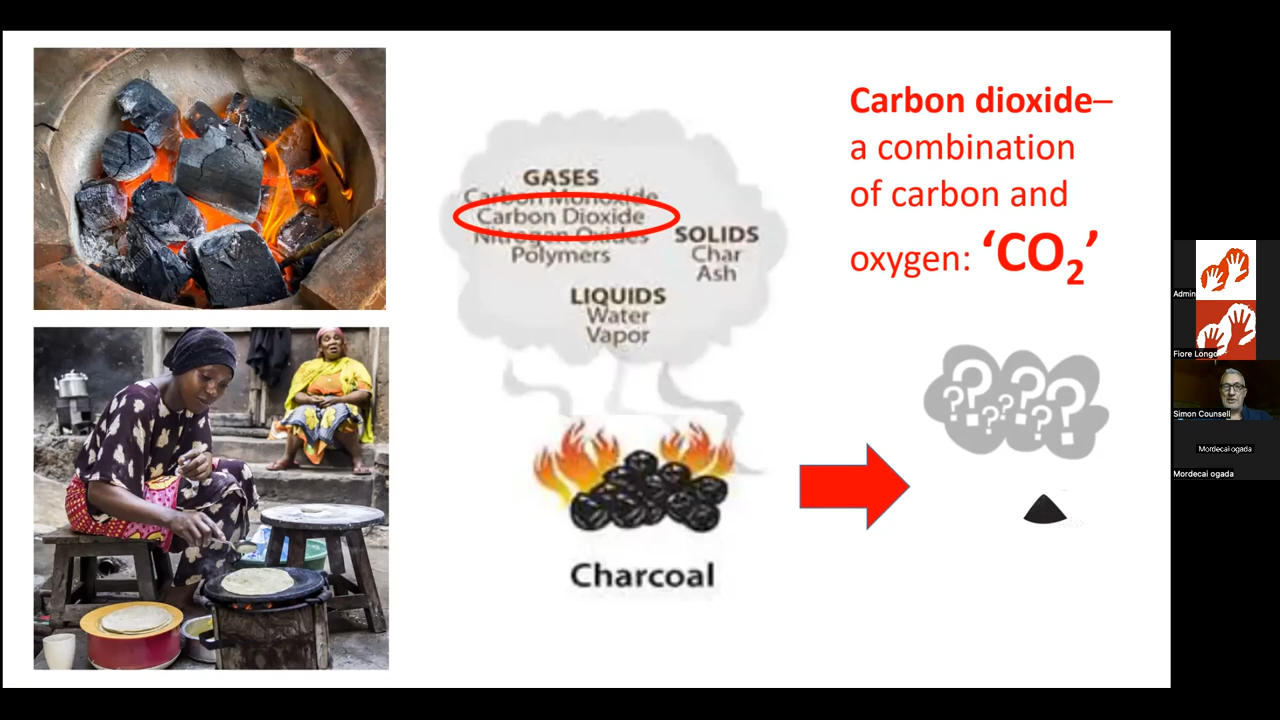 GASES
Carbon Monoxide
Carbon Dioxide
Nitrogen Oxides
Polymers
SOLIDS
Char
Ash
LIQUIDS
Water
Vapor
Charcoal
Carbon dioxide–
a combination
of carbon and
oxygen: ‘CO₂’
?? ?? ? ? ?
Admin
Fiore Longo
Simon Counsell
Mordecai ogada
Mordecai ogada